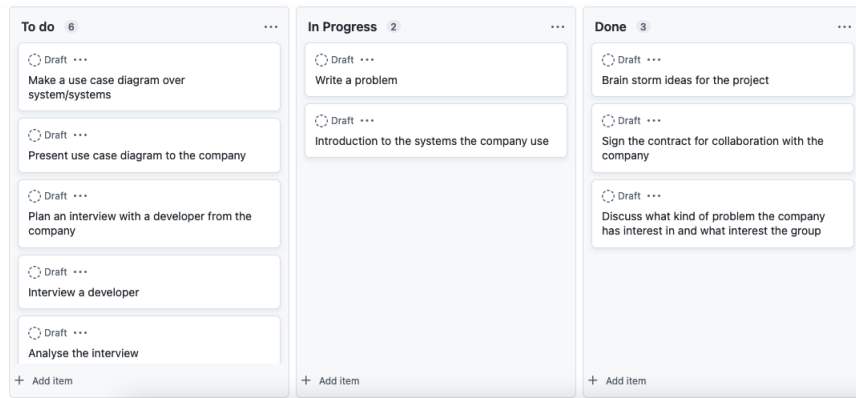 To do 6
Draft
Make a use case diagram over
system/systems
Draft
Present use case diagram to the company
Draft
Plan an interview with a developer from the
company
Draft
Interview a developer
Draft
Analyse the interview
+ Add item
In Progress 2
Draft
Write a problem
Draft
Introduction to the systems the company use
+ Add item
Done 3
Draft
Brain storm ideas for the project
Draft
Sign the contract for collaboration with the
company
Draft
Discuss what kind of problem the company
has interest in and what interest the group
+ Add item